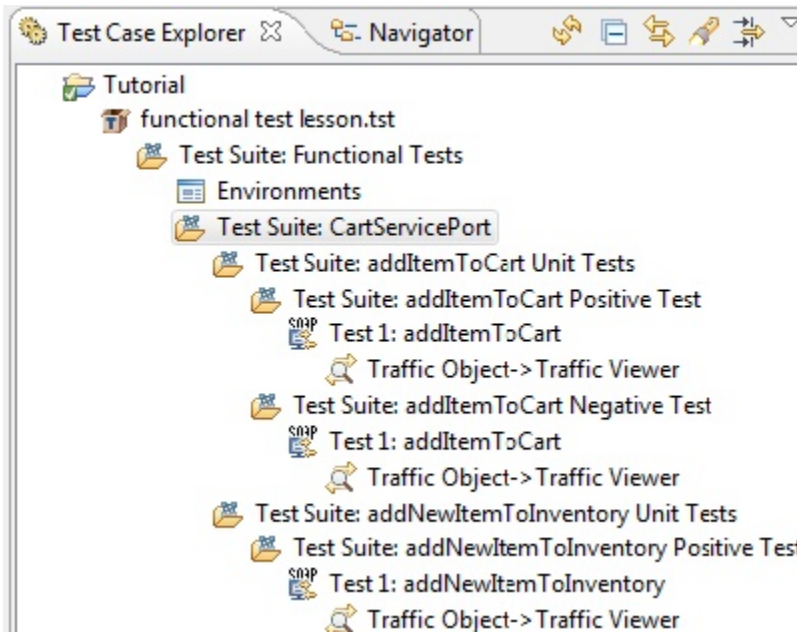 Test Case Explorer Navigator
Tutorial
functional test lesson.tst
Test Suite: Functional Tests
Environments
Test Suite: CartServicePort
Test Suite: addItemToCart Unit Tests
Test Suite: addItemToCart Positive Test
SOAP Test 1: addItemToCart
Traffic Object->Traffic Viewer
Test Suite: addItemToCart Negative Test
SOAP Test 1: addItemToCart
Traffic Object->Traffic Viewer
Test Suite: addNewItemToInventory Unit Tests
Test Suite: addNewItemToInventory Positive Test
SOAP Test 1: addNewItemToInventory
Traffic Object->Traffic Viewer